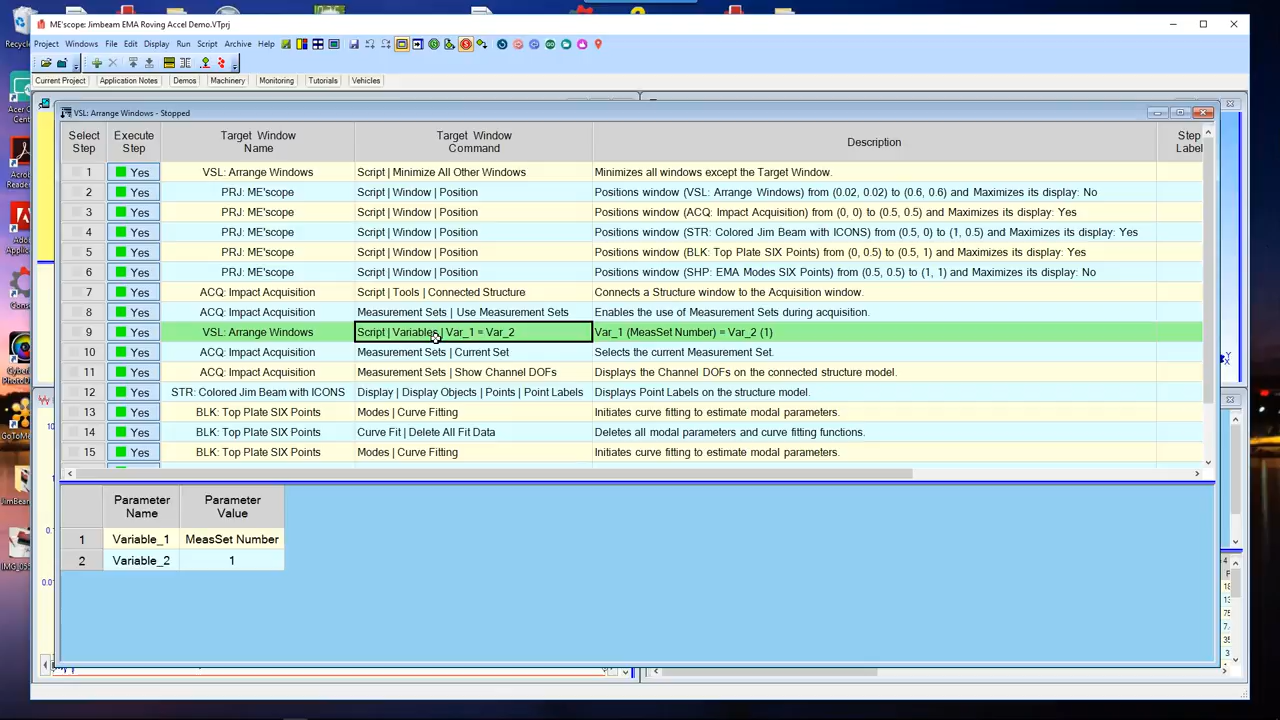 ME'scope: Jimbeam EMA Roving Accel Demo.VTprj
Project Windows File Edit Display Run Script Archive Help
Current Project Application Notes Demos Machinery Monitoring Tutorials Vehicles
VSL: Arrange Windows - Stopped
Select Step Execute Step Target Window Name Target Window Command Description Step Label
1 Yes VSL: Arrange Windows Script | Minimize All Other Windows Minimizes all windows except the Target Window.
2 Yes PRJ: ME'scope Script | Window | Position Positions window (VSL: Arrange Windows) from (0.02, 0.02) to (0.6, 0.6) and Maximizes its display: No
3 Yes PRJ: ME'scope Script | Window | Position Positions window (ACQ: Impact Acquisition) from (0, 0) to (0.5, 0.5) and Maximizes its display: Yes
4 Yes PRJ: ME'scope Script | Window | Position Positions window (STR: Colored Jim Beam with ICONS) from (0.5, 0) to (1, 0.5) and Maximizes its display: Yes
5 Yes PRJ: ME'scope Script | Window | Position Positions window (BLK: Top Plate SIX Points) from (0, 0.5) to (0.5, 1) and Maximizes its display: Yes
6 Yes PRJ: ME'scope Script | Window | Position Positions window (SHP: EMA Modes SIX Points) from (0.5, 0.5) to (1, 1) and Maximizes its display: No
7 Yes ACQ: Impact Acquisition Script | Tools | Connected Structure Connects a Structure window to the Acquisition window.
8 Yes ACQ: Impact Acquisition Measurement Sets | Use Measurement Sets Enables the use of Measurement Sets during acquisition.
9 Yes VSL: Arrange Windows Script | Variables | Var_1 = Var_2 Var_1 (MeasSet Number) = Var_2 (1)
10 Yes ACQ: Impact Acquisition Measurement Sets | Current Set Selects the current Measurement Set.
11 Yes ACQ: Impact Acquisition Measurement Sets | Show Channel DOFs Displays the Channel DOFs on the connected structure model.
12 Yes STR: Colored Jim Beam with ICONS Display | Display Objects | Points | Point Labels Displays Point Labels on the structure model.
13 Yes BLK: Top Plate SIX Points Modes | Curve Fitting Initiates curve fitting to estimate modal parameters.
14 Yes BLK: Top Plate SIX Points Curve Fit | Delete All Fit Data Deletes all modal parameters and curve fitting functions.
15 Yes BLK: Top Plate SIX Points Modes | Curve Fitting Initiates curve fitting to estimate modal parameters.
Parameter Name Parameter Value
1 Variable_1 MeasSet Number
2 Variable_2 1